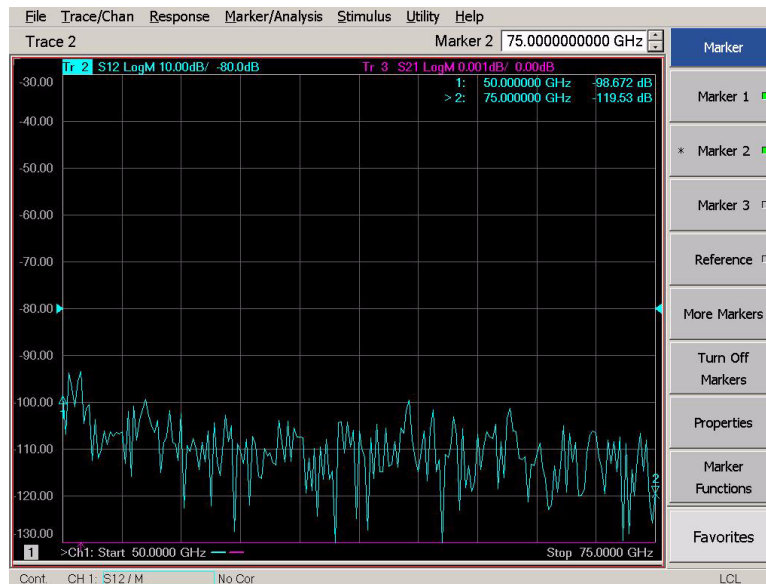 File Trace/Chan Response Marker/Analysis Stimulus Utility Help
Trace 2 Marker 2 75.0000000000 GHz
Tr 2 S12 LogM 10.00dB/ -80.0dB Tr 3 S21 LogM 0.001dB/ 0.00dB
1: 50.000000 GHz -98.672 dB
> 2: 75.000000 GHz -119.53 dB
-30.00
-40.00
-50.00
-60.00
-70.00
-80.00
-90.00
-100.00
-110.00
-120.00
-130.00
1
2
1 >Ch1: Start 50.0000 GHz Stop 75.0000 GHz
Cont. CH 1: S12 / M No Cor LCL
Marker
Marker 1
* Marker 2
Marker 3
Reference
More Markers
Turn Off
Markers
Properties
Marker
Functions
Favorites